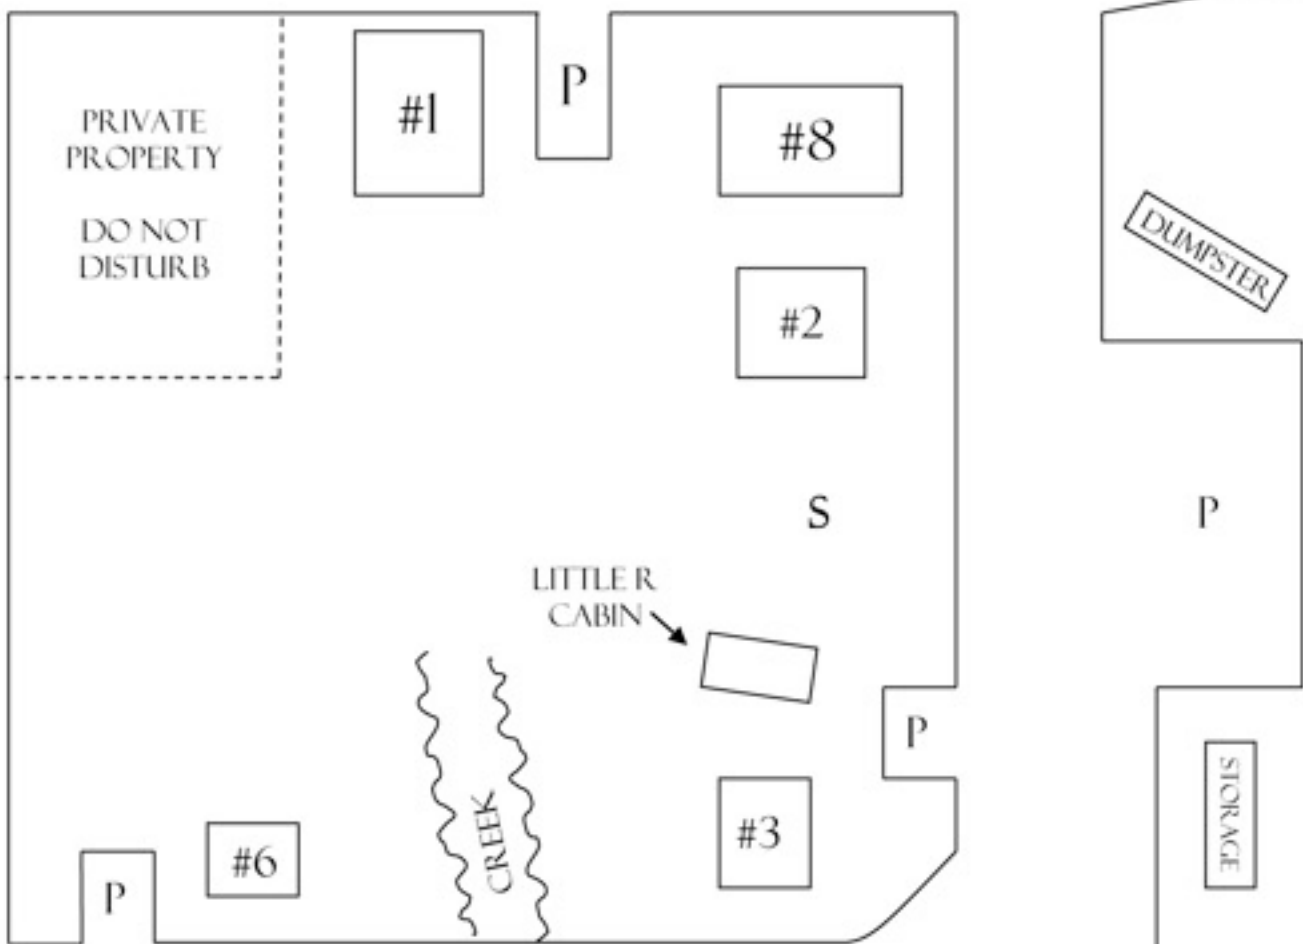 PRIVATE
PROPERTY
DO NOT
DISTURB
#1
P
#8
DUMPSTER
#2
S
P
LITTLE R
CABIN
P
#3
STORAGE
CREEK
#6
P